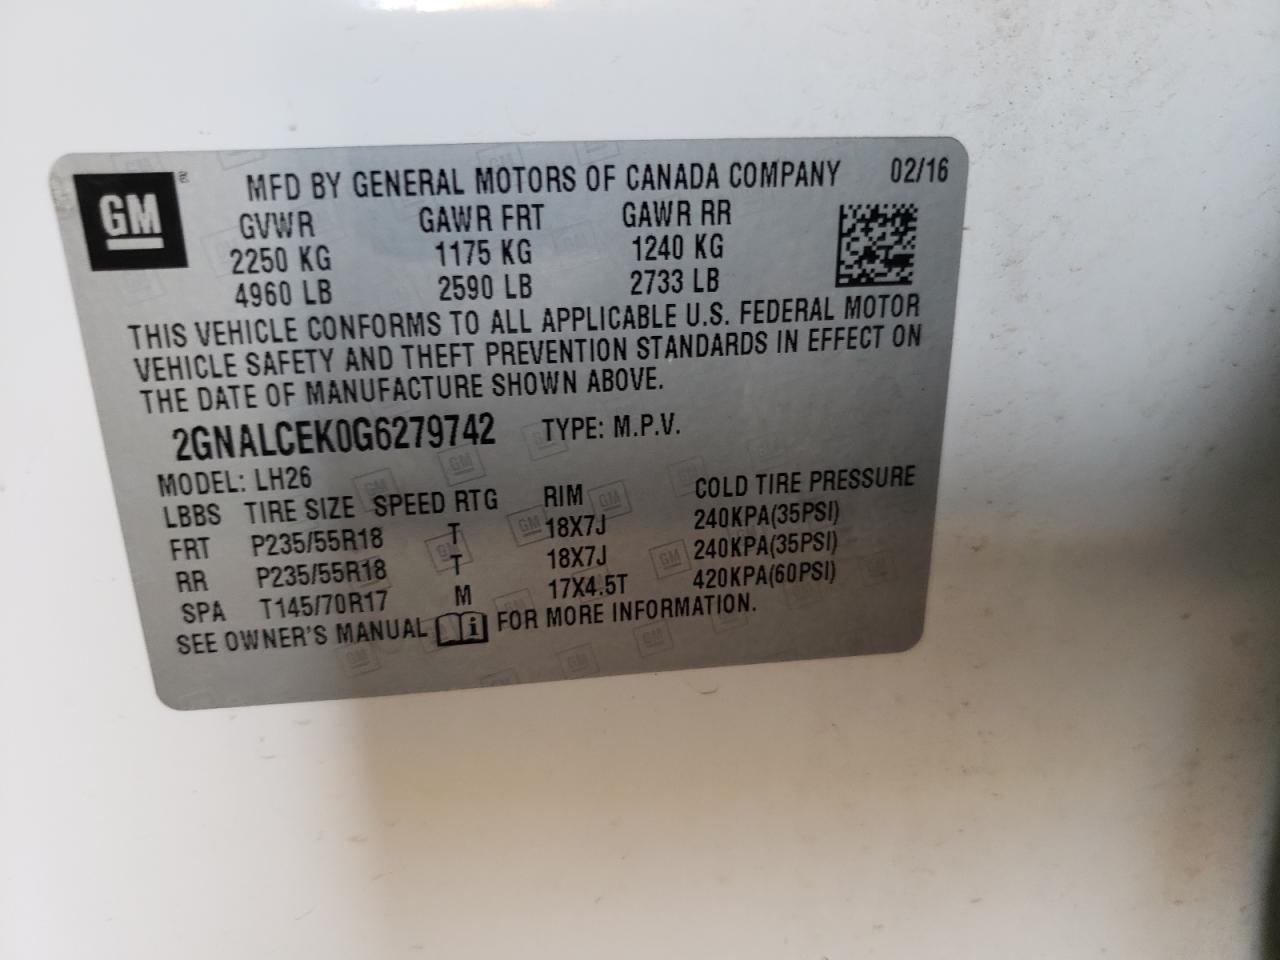 GM ®
MFD BY GENERAL MOTORS OF CANADA COMPANY 02/16
GVWR GAWR FRT GAWR RR
2250 KG 1175 KG 1240 KG
4960 LB 2590 LB 2733 LB
THIS VEHICLE CONFORMS TO ALL APPLICABLE U.S. FEDERAL MOTOR
VEHICLE SAFETY AND THEFT PREVENTION STANDARDS IN EFFECT ON
THE DATE OF MANUFACTURE SHOWN ABOVE.
2GNALCEK0G6279742 TYPE: M.P.V.
MODEL: LH26
LBBS TIRE SIZE SPEED RTG RIM COLD TIRE PRESSURE
FRT P235/55R18 T 18X7J 240KPA(35PSI)
RR P235/55R18 T 18X7J 240KPA(35PSI)
SPA T145/70R17 M 17X4.5T 420KPA(60PSI)
SEE OWNER'S MANUAL i FOR MORE INFORMATION.